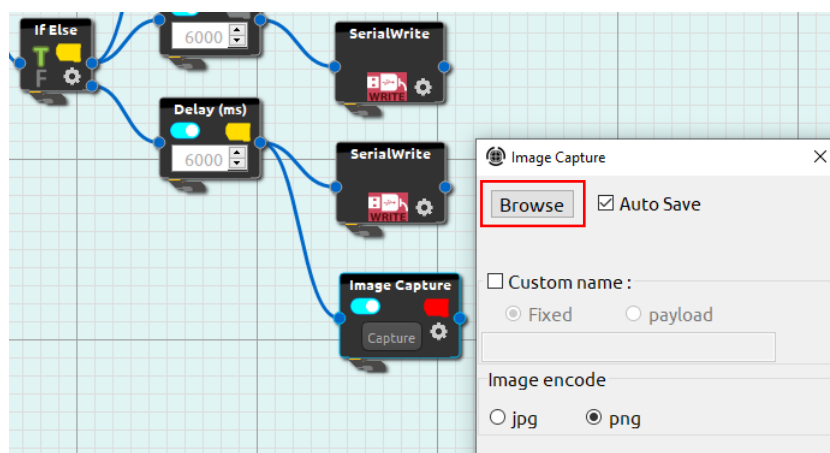 If Else
T
F
6000
SerialWrite
WRITE
Delay (ms)
6000
SerialWrite
WRITE
Image Capture
Capture
Image Capture
Browse
Auto Save
Custom name :
Fixed payload
Image encode
jpg png